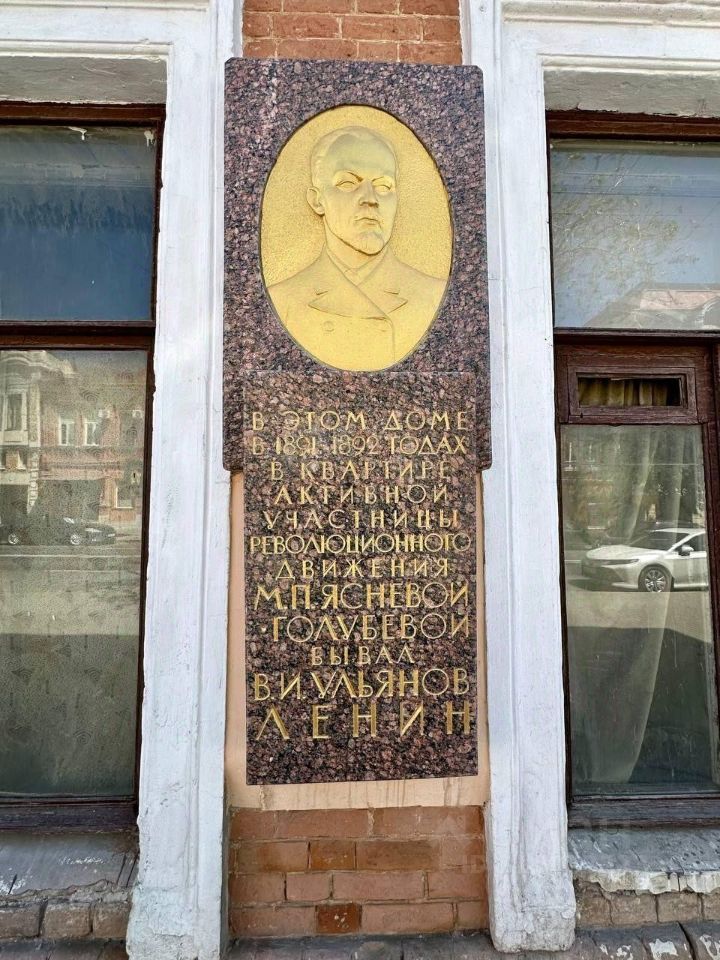 В ЭТОМ ДОМЕ
В 1891-1892 ГОДАХ
В КВАРТИРЕ
АКТИВНОЙ
УЧАСТНИЦЫ
РЕВОЛЮЦИОННОГО
ДВИЖЕНИЯ
М.П.ЯСНЕВОЙ
·ГОЛУБЕВОЙ
БЫВАЛ
В.И.УЛЬЯНОВ
ЛЕНИН